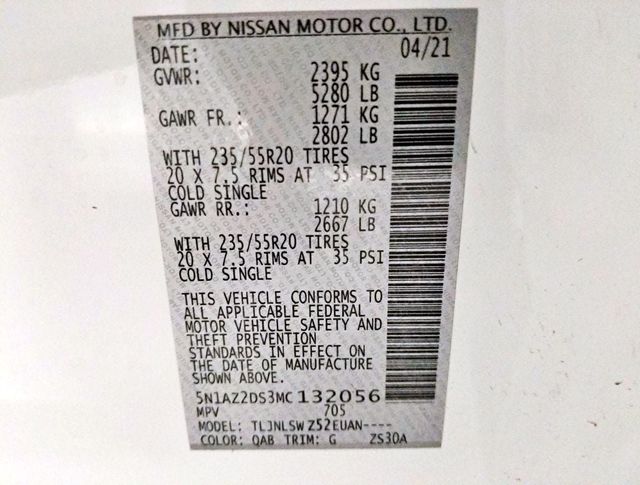 MFD BY NISSAN MOTOR CO., LTD.
DATE: 04/21
GVWR: 2395 KG
5280 LB
GAWR FR.: 1271 KG
2802 LB
WITH 235/55R20 TIRES
20 X 7.5 RIMS AT 35 PSI
COLD SINGLE
GAWR RR.: 1210 KG
2667 LB
WITH 235/55R20 TIRES
20 X 7.5 RIMS AT 35 PSI
COLD SINGLE
THIS VEHICLE CONFORMS TO
ALL APPLICABLE FEDERAL
MOTOR VEHICLE SAFETY AND
THEFT PREVENTION
STANDARDS IN EFFECT ON
THE DATE OF MANUFACTURE
SHOWN ABOVE.
5N1AZ2DS3MC132056
MPV 705
MODEL: TLJNLSW Z52EUAN----
COLOR: QAB TRIM: G ZS30A